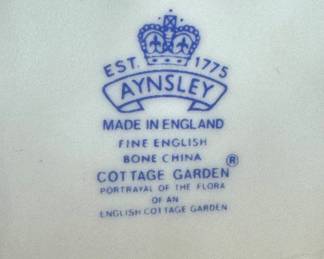 EST. 1775
AYNSLEY
MADE IN ENGLAND
FINE ENGLISH
BONE CHINA
COTTAGE GARDEN ®
PORTRAYAL OF THE FLORA
OF AN
ENGLISH COTTAGE GARDEN